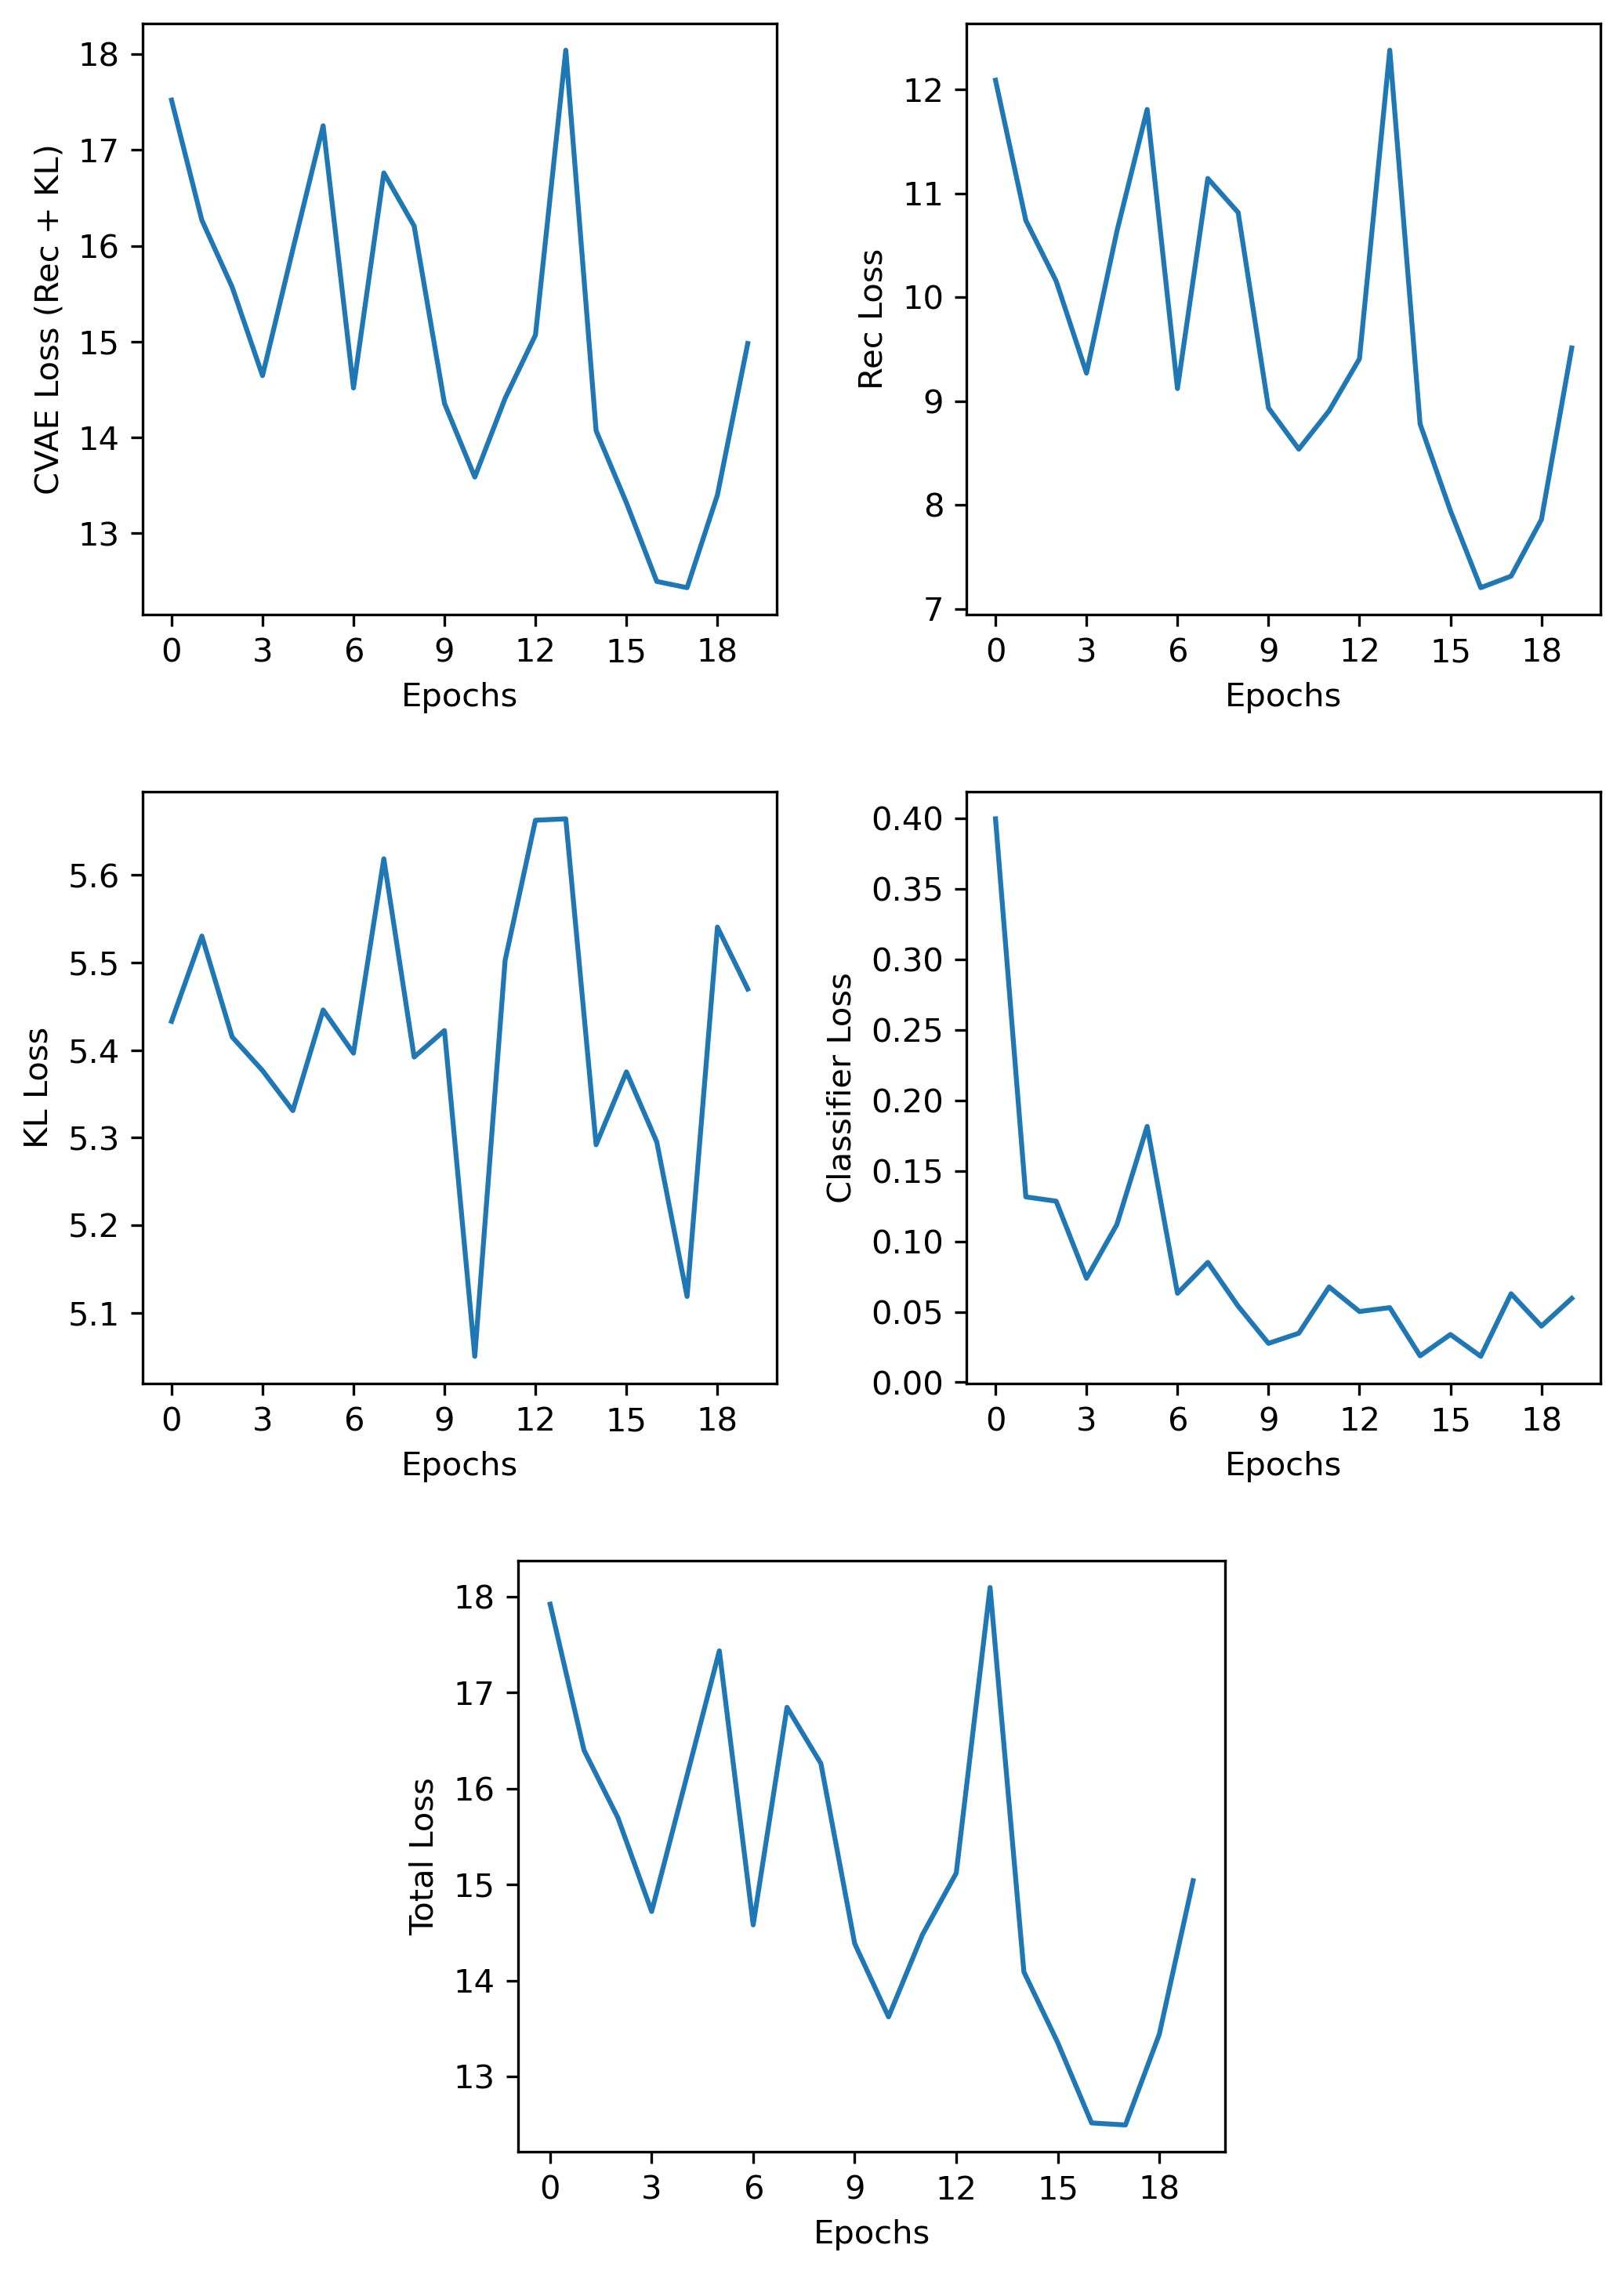 CVAE Loss (Rec + KL)
18
17
16
15
14
13
0 3 6 9 12 15 18
Epochs
Rec Loss
12
11
10
9
8
7
0 3 6 9 12 15 18
Epochs
KL Loss
5.6
5.5
5.4
5.3
5.2
5.1
0 3 6 9 12 15 18
Epochs
Classifier Loss
0.40
0.35
0.30
0.25
0.20
0.15
0.10
0.05
0.00
0 3 6 9 12 15 18
Epochs
Total Loss
18
17
16
15
14
13
0 3 6 9 12 15 18
Epochs